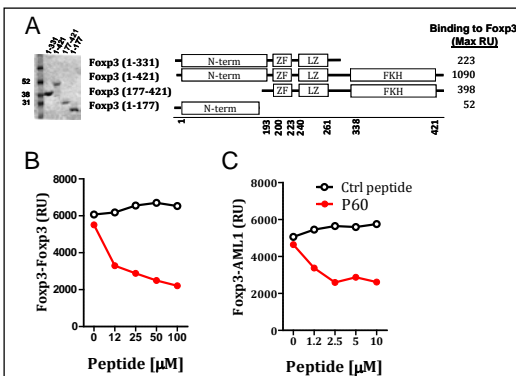 A
1-331
1-421
177-421
1-177
52
38
31
Binding to Foxp3
(Max RU)
Foxp3 (1-331) N-term ZF LZ 223
Foxp3 (1-421) N-term ZF LZ FKH 1090
Foxp3 (177-421) ZF LZ FKH 398
Foxp3 (1-177) N-term 52
1 193 200 223 240 261 338 421
B
Foxp3-Foxp3 (RU)
8000
6000
4000
2000
0
0 12 25 50 100
Peptide [μM]
C
Ctrl peptide
P60
Foxp3-AML1 (RU)
8000
6000
4000
2000
0
0 1.2 2.5 5 10
Peptide [μM]